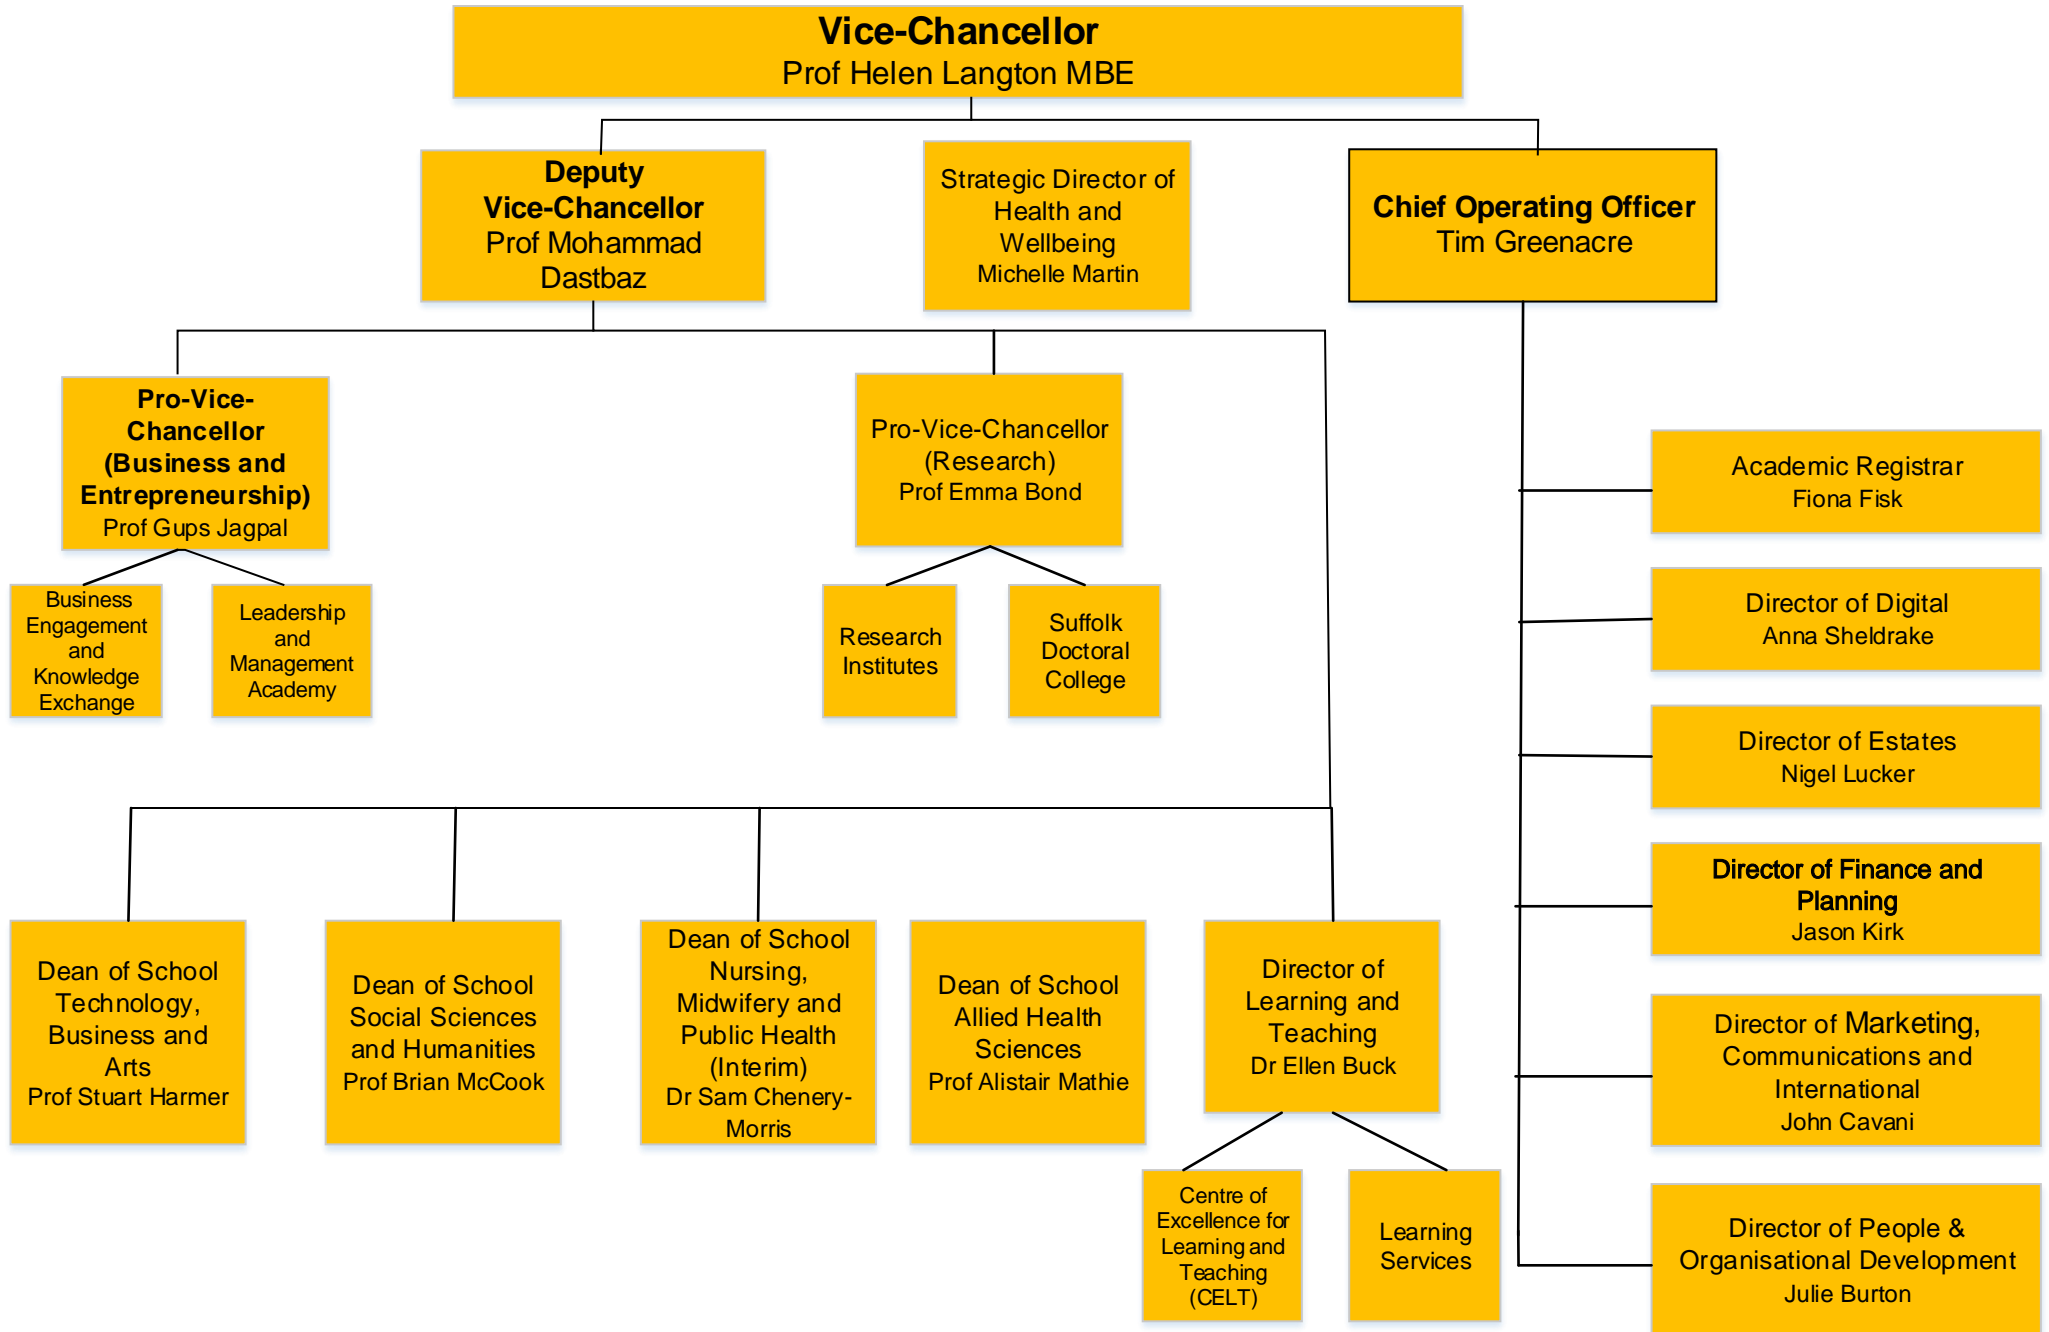 Vice-Chancellor
Prof Helen Langton MBE
Deputy
Vice-Chancellor
Prof Mohammad
Dastbaz
Strategic Director of
Health and
Wellbeing
Michelle Martin
Chief Operating Officer
Tim Greenacre
Pro-Vice-
Chancellor
(Business and
Entrepreneurship)
Prof Gups Jagpal
Pro-Vice-Chancellor
(Research)
Prof Emma Bond
Business
Engagement
and
Knowledge
Exchange
Leadership
and
Management
Academy
Research
Institutes
Suffolk
Doctoral
College
Academic Registrar
Fiona Fisk
Director of Digital
Anna Sheldrake
Director of Estates
Nigel Lucker
Director of Finance and
Planning
Jason Kirk
Director of Marketing,
Communications and
International
John Cavani
Director of People &
Organisational Development
Julie Burton
Dean of School
Technology,
Business and
Arts
Prof Stuart Harmer
Dean of School
Social Sciences
and Humanities
Prof Brian McCook
Dean of School
Nursing,
Midwifery and
Public Health
(Interim)
Dr Sam Chenery-
Morris
Dean of School
Allied Health
Sciences
Prof Alistair Mathie
Director of
Learning and
Teaching
Dr Ellen Buck
Centre of
Excellence for
Learning and
Teaching
(CELT)
Learning
Services